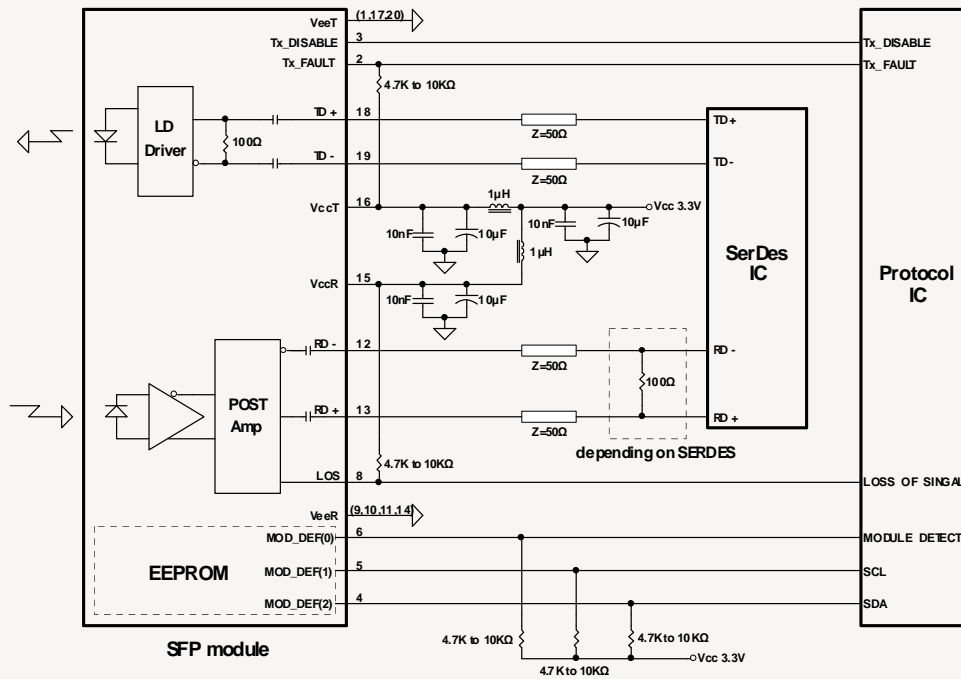 VeeT (1,17,20)
Tx_DISABLE 3 Tx_DISABLE
Tx_FAULT 2 Tx_FAULT
4.7K to 10KΩ
LD
Driver
100Ω
TD+ 18 Z=50Ω TD+
TD- 19 Z=50Ω TD-
1μH
VccT 16 Vcc 3.3V
10nF 10μF 10nF 10μF
1μH
SerDes
IC
Protocol
IC
VccR 15
10nF 10μF
RD- 12 Z=50Ω RD-
100Ω
POST
Amp
RD+ 13 Z=50Ω RD+
depending on SERDES
4.7K to 10KΩ
LOS 8 LOSS OF SINGAL
VeeR (9,10,11,14)
MOD_DEF(0) 6 MODULE DETECT
EEPROM
MOD_DEF(1) 5 SCL
MOD_DEF(2) 4 SDA
4.7K to 10KΩ 4.7K to 10KΩ
4.7K to 10KΩ
Vcc 3.3V
SFP module